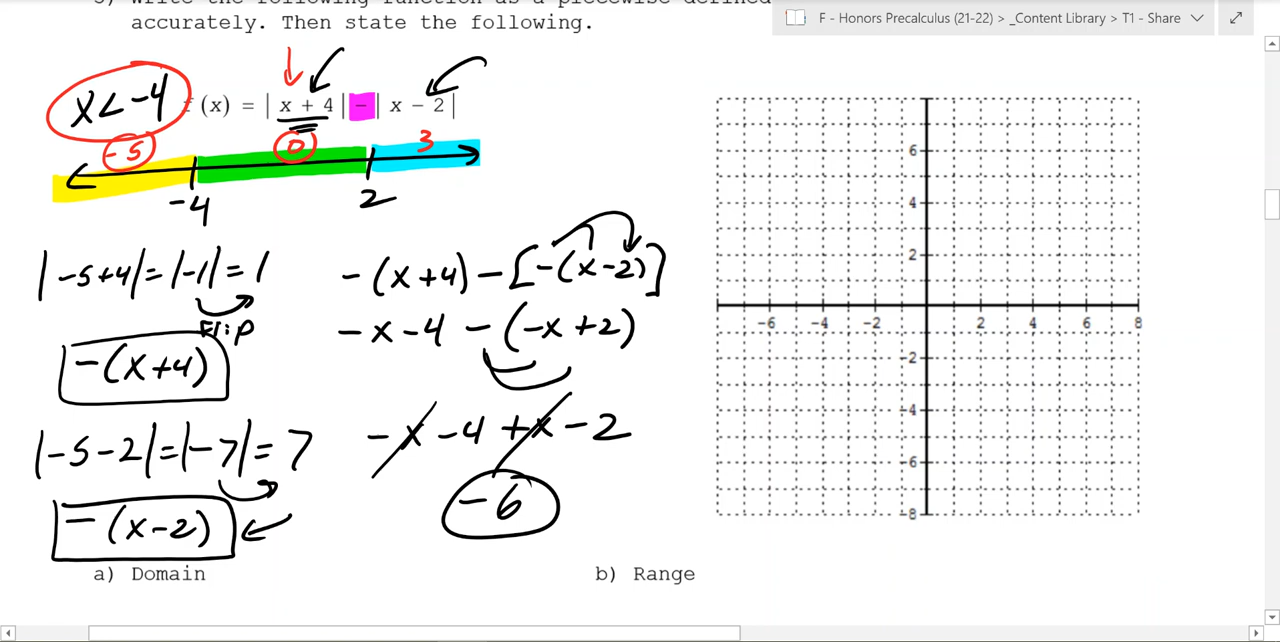 accurately. Then state the following.
F - Honors Precalculus (21-22) > _Content Library > T1 - Share
x < -4
(x) = | x + 4 | - | x - 2 |
-5 0 3
-4 2
|-5+4| = |-1| = 1
Flip
-(x+4)
|-5-2| = |-7| = 7
-(x-2)
-(x+4) - [-(x-2)]
-x-4 - (-x+2)
-x-4+x-2
-6
6
4
2
-6 -4 -2 2 4 6 8
-2
-4
-6
-8
a) Domain
b) Range